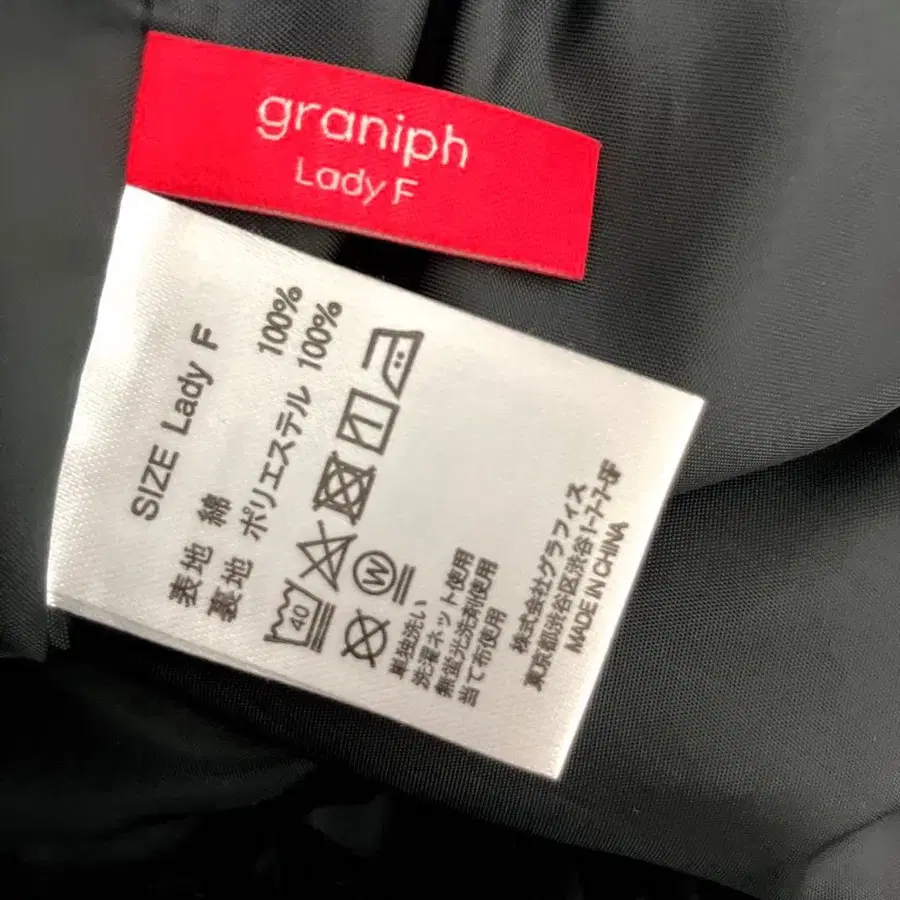 graniph
Lady F
SIZE Lady F
表地 綿 100%
裏地 ポリエステル 100%
40
W
単独洗い
洗濯ネット使用
無蛍光洗剤使用
当て布使用
株式会社グラフィス
東京都渋谷区渋谷1-7-7-5F
MADE IN CHINA